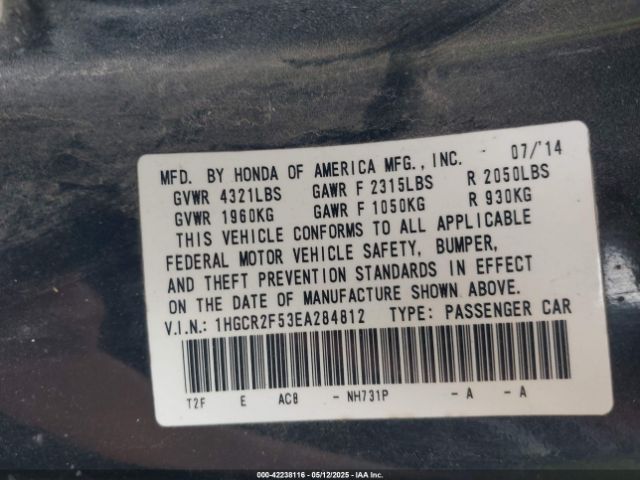 MFD. BY HONDA OF AMERICA MFG., INC. - 07/'14
GVWR 4321LBS GAWR F 2315LBS R 2050LBS
GVWR 1960KG GAWR F 1050KG R 930KG
THIS VEHICLE CONFORMS TO ALL APPLICABLE
FEDERAL MOTOR VEHICLE SAFETY, BUMPER,
AND THEFT PREVENTION STANDARDS IN EFFECT
ON THE DATE OF MANUFACTURE SHOWN ABOVE.
V.I.N.: 1HGCR2F53EA284812 TYPE: PASSENGER CAR
T2F E AC8 - NH731P - A - A
000-42238116 - 05/12/2025 - IAAI.com